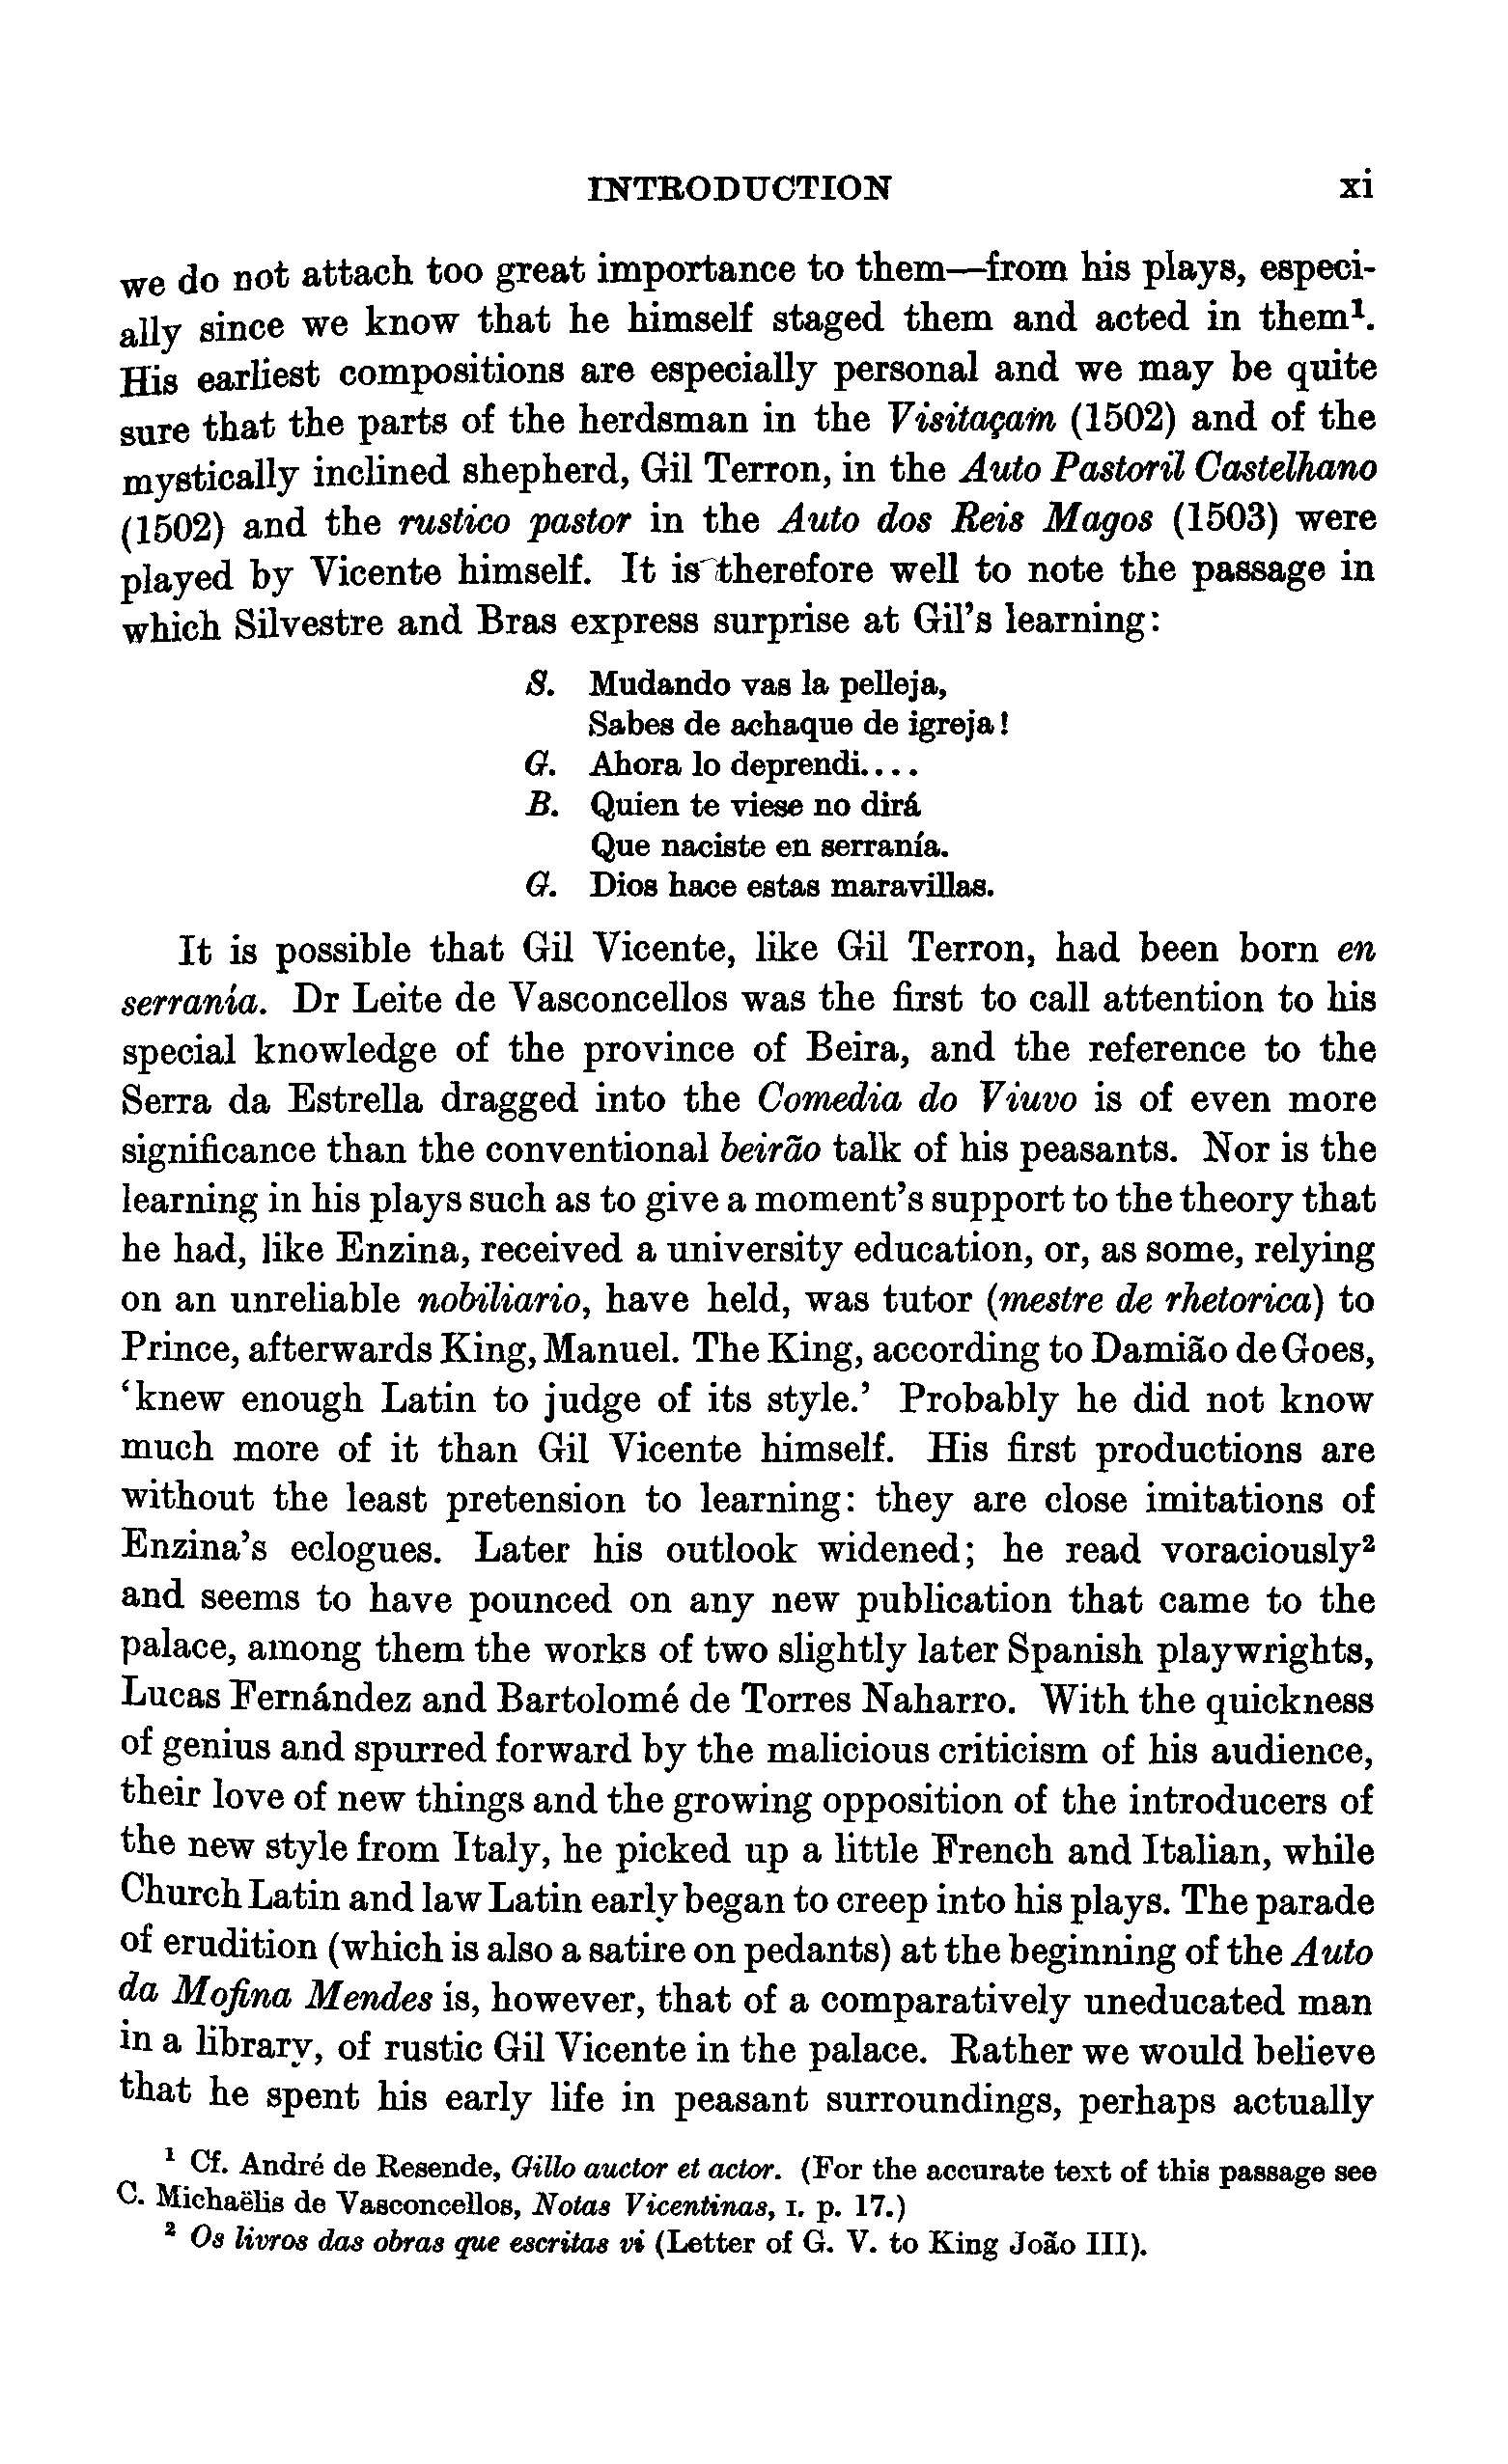 INTRODUCTION xi
we do not attach too great importance to them—from his plays, especi-
ally since we know that he himself staged them and acted in them¹.
His earliest compositions are especially personal and we may be quite
sure that the parts of the herdsman in the Visitaçam (1502) and of the
mystically inclined shepherd, Gil Terron, in the Auto Pastoril Castelhano
(1502) and the rustico pastor in the Auto dos Reis Magos (1503) were
played by Vicente himself. It is therefore well to note the passage in
which Silvestre and Bras express surprise at Gil's learning:
S. Mudando vas la pelleja,
Sabes de achaque de igreja!
G. Ahora lo deprendi....
B. Quien te viese no dirá
Que naciste en serranía.
G. Dios hace estas maravillas.
It is possible that Gil Vicente, like Gil Terron, had been born en
serranía. Dr Leite de Vasconcellos was the first to call attention to his
special knowledge of the province of Beira, and the reference to the
Serra da Estrella dragged into the Comedia do Viuvo is of even more
significance than the conventional beirão talk of his peasants. Nor is the
learning in his plays such as to give a moment's support to the theory that
he had, like Enzina, received a university education, or, as some, relying
on an unreliable nobiliario, have held, was tutor (mestre de rhetorica) to
Prince, afterwards King, Manuel. The King, according to Damião de Goes,
'knew enough Latin to judge of its style.' Probably he did not know
much more of it than Gil Vicente himself. His first productions are
without the least pretension to learning: they are close imitations of
Enzina's eclogues. Later his outlook widened; he read voraciously²
and seems to have pounced on any new publication that came to the
palace, among them the works of two slightly later Spanish playwrights,
Lucas Fernández and Bartolomé de Torres Naharro. With the quickness
of genius and spurred forward by the malicious criticism of his audience,
their love of new things and the growing opposition of the introducers of
the new style from Italy, he picked up a little French and Italian, while
Church Latin and law Latin early began to creep into his plays. The parade
of erudition (which is also a satire on pedants) at the beginning of the Auto
da Mofina Mendes is, however, that of a comparatively uneducated man
in a library, of rustic Gil Vicente in the palace. Rather we would believe
that he spent his early life in peasant surroundings, perhaps actually
¹ Cf. André de Resende, Gillo auctor et actor. (For the accurate text of this passage see
C. Michaëlis de Vasconcellos, Notas Vicentinas, I. p. 17.)
² Os livros das obras que escritas vi (Letter of G. V. to King João III).